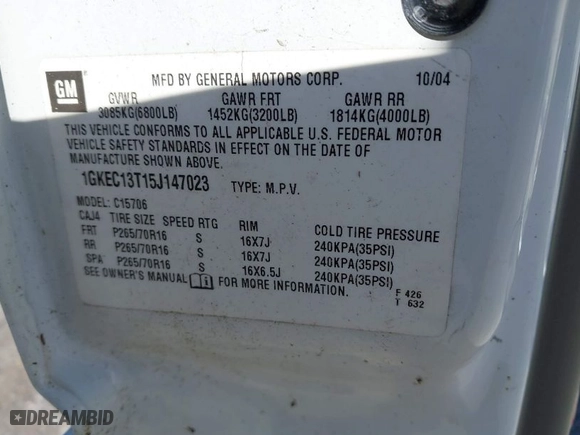 GM
MFD BY GENERAL MOTORS CORP. 10/04
GVWR GAWR FRT GAWR RR
3085KG(6800LB) 1452KG(3200LB) 1814KG(4000LB)
THIS VEHICLE CONFORMS TO ALL APPLICABLE U.S. FEDERAL MOTOR
VEHICLE SAFETY STANDARDS IN EFFECT ON THE DATE OF
MANUFACTURE SHOWN ABOVE.
1GKEC13T15J147023 TYPE: M.P.V.
MODEL: C15706
CAJ4 TIRE SIZE SPEED RTG RIM COLD TIRE PRESSURE
FRT P265/70R16 S 16X7J 240KPA(35PSI)
RR P265/70R16 S 16X7J 240KPA(35PSI)
SPA P265/70R16 S 16X6.5J 240KPA(35PSI)
SEE OWNER'S MANUAL FOR MORE INFORMATION.
F 426
T 632
DREAMBID